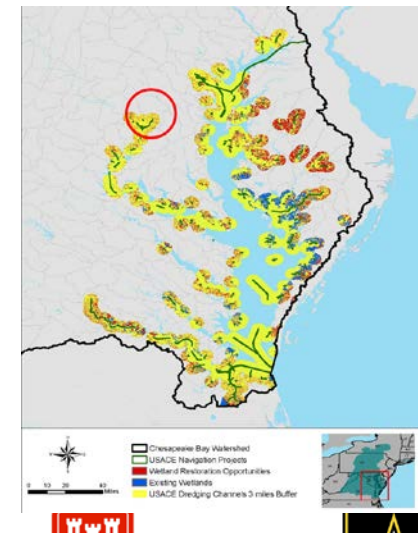 Chesapeake Bay Watershed
USACE Navigation Projects
Wetland Restoration Opportunities
Existing Wetlands
USACE Dredging Channels 3 miles Buffer
Miles